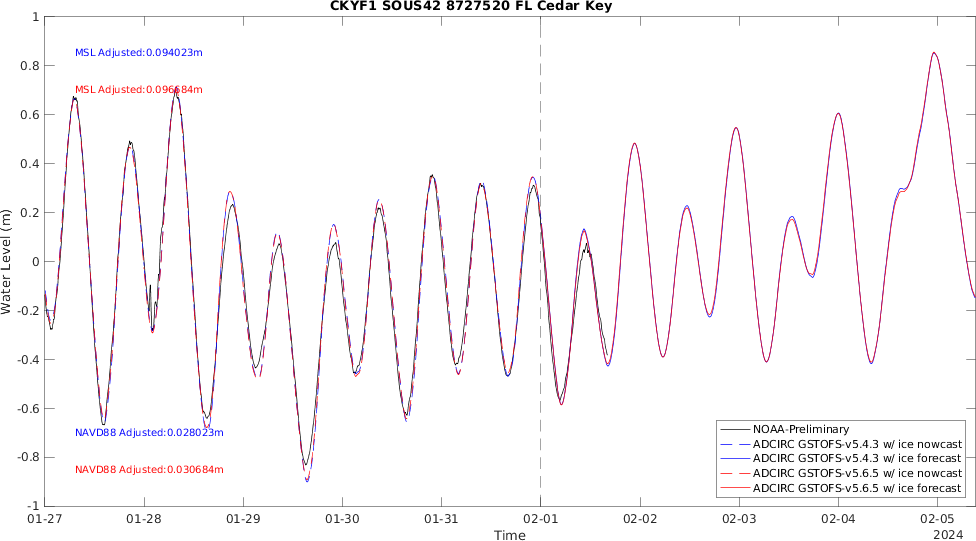 CKYF1 SOUS42 8727520 FL Cedar Key
MSL Adjusted:0.094023m
MSL Adjusted:0.096684m
NAVD88 Adjusted:0.028023m
NAVD88 Adjusted:0.030684m
Water Level (m)
1
0.8
0.6
0.4
0.2
0
-0.2
-0.4
-0.6
-0.8
-1
NOAA-Preliminary
ADCIRC GSTOFS-v5.4.3 w/ ice nowcast
ADCIRC GSTOFS-v5.4.3 w/ ice forecast
ADCIRC GSTOFS-v5.6.5 w/ ice nowcast
ADCIRC GSTOFS-v5.6.5 w/ ice forecast
01-27 01-28 01-29 01-30 01-31 02-01 02-02 02-03 02-04 02-05
Time
2024